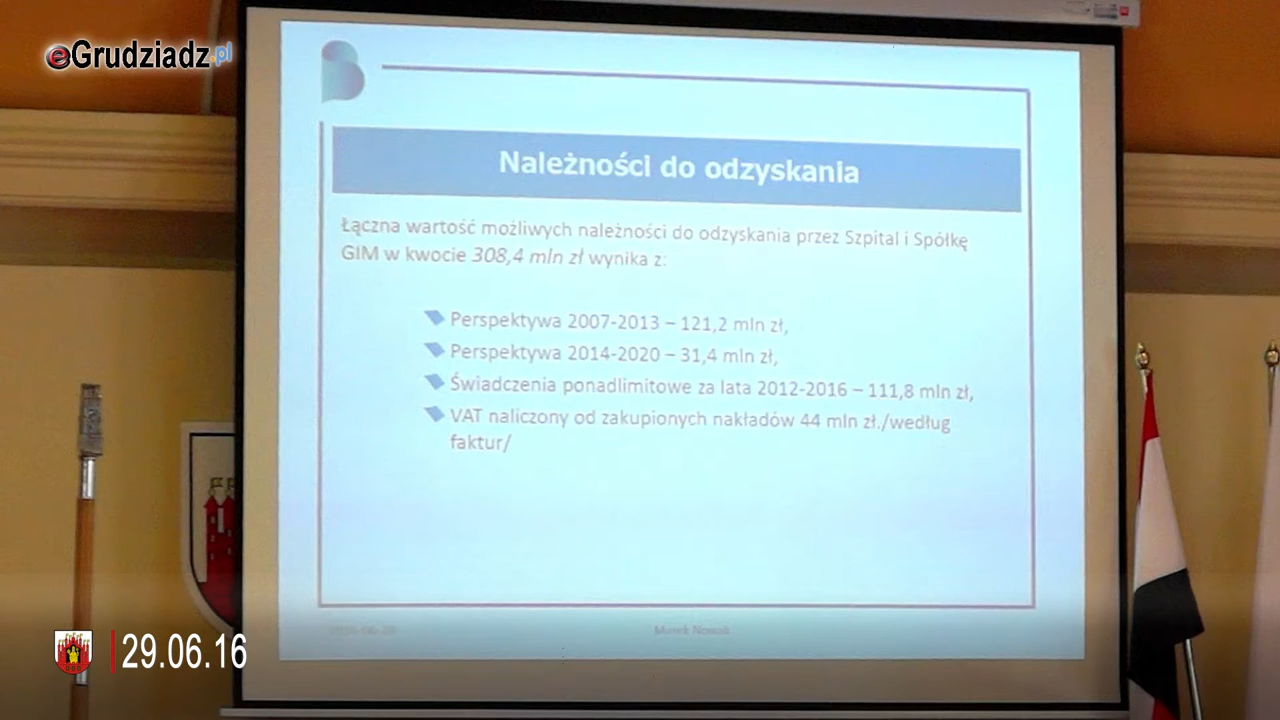 eGrudziadz.pl
Należności do odzyskania
Łączna wartość możliwych należności do odzyskania przez Szpital i Spółkę
GIM w kwocie 308,4 mln zł wynika z:
Perspektywa 2007-2013 – 121,2 mln zł,
Perspektywa 2014-2020 – 31,4 mln zł,
Świadczenia ponadlimitowe za lata 2012-2016 – 111,8 mln zł,
VAT naliczony od zakupionych nakładów 44 mln zł./według
faktur/
Marek Nowak
29.06.16